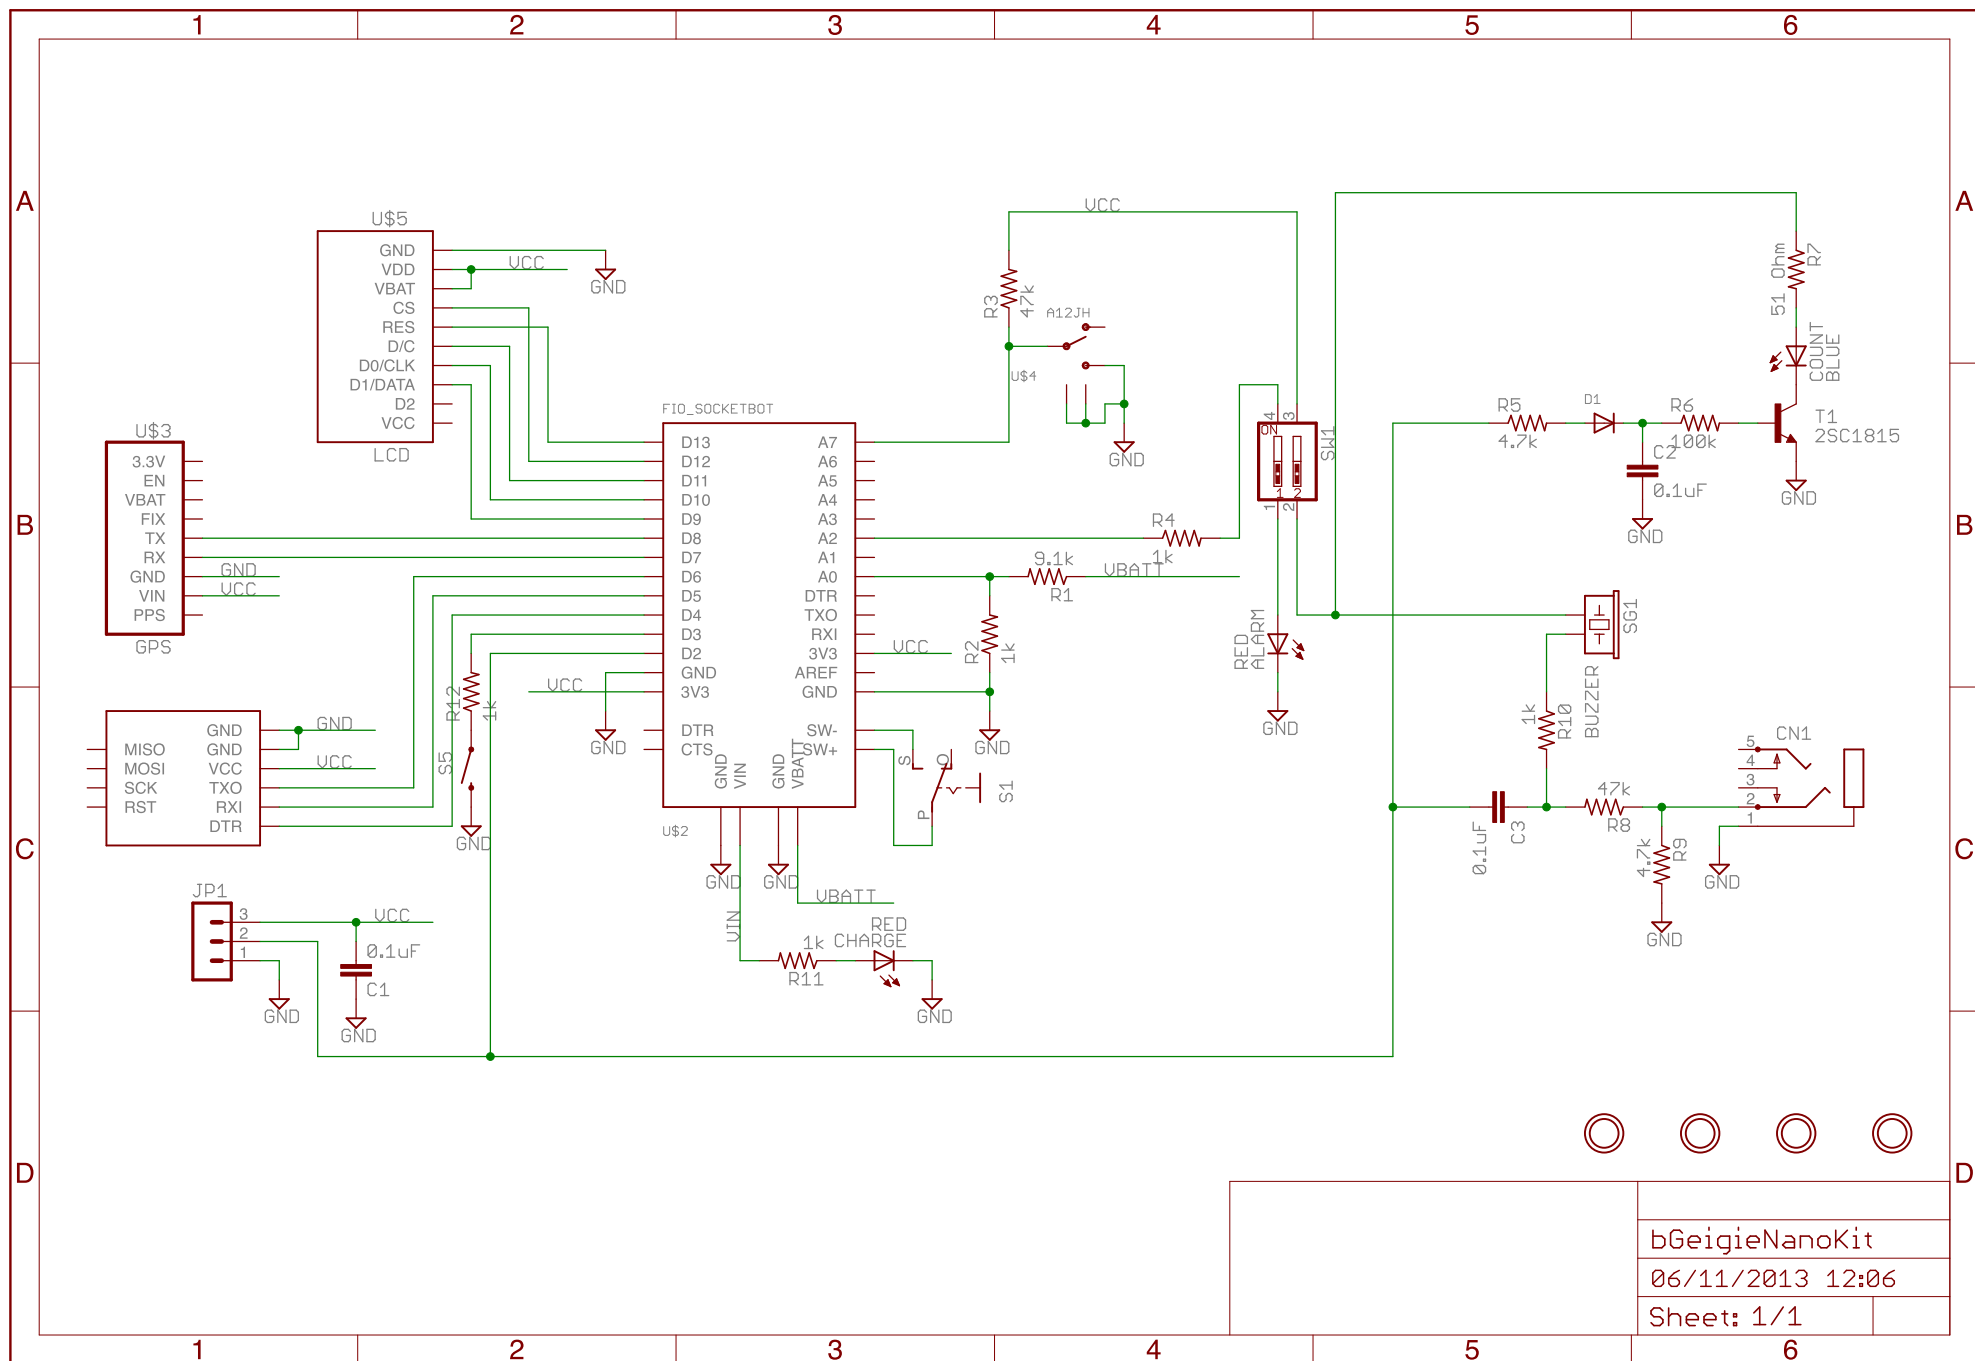 1 2 3 4 5 6
A A
B B
C C
D D
U$5
GND
VDD
VBAT
CS
RES
D/C
D0/CLK
D1/DATA
D2
VCC
LCD
VCC
GND
U$3
3.3V
EN
VBAT
FIX
TX
RX
GND
VIN
PPS
GPS
GND
VCC
MISO
MOSI
SCK
RST
GND
GND
VCC
TXO
RXI
DTR
GND
VCC
R12
1k
S5
GND
JP1
3
2
1
VCC
0.1uF
C1
GND
GND
FIO_SOCKETBOT
D13
D12
D11
D10
D9
D8
D7
D6
D5
D4
D3
D2
GND
3V3
DTR
CTS
A7
A6
A5
A4
A3
A2
A1
A0
DTR
TXO
RXI
3V3
AREF
GND
SW-
SW+
GND
VIN
GND
VBATT
U$2
VCC
GND
GND
GND
VBATT
VIN
1k
R11
RED
CHARGE
GND
VCC
R3
47k
A12JH
U$4
GND
R4
1k
9.1k
R1
VBATT
R2
1k
VCC
GND
S
O
P
S1
4
3
ON
1
2
1
2
SW1
RED
ALARM
GND
51 Ohm
R7
COUNT
BLUE
R5
4.7k
D1
R6
100k
C2
0.1uF
GND
T1
2SC1815
GND
SG1
BUZZER
1k
R10
0.1uF
C3
47k
R8
4.7k
R9
GND
CN1
5
4
3
2
1
GND
bGeigieNanoKit
06/11/2013 12:06
Sheet: 1/1
1 2 3 4 5 6